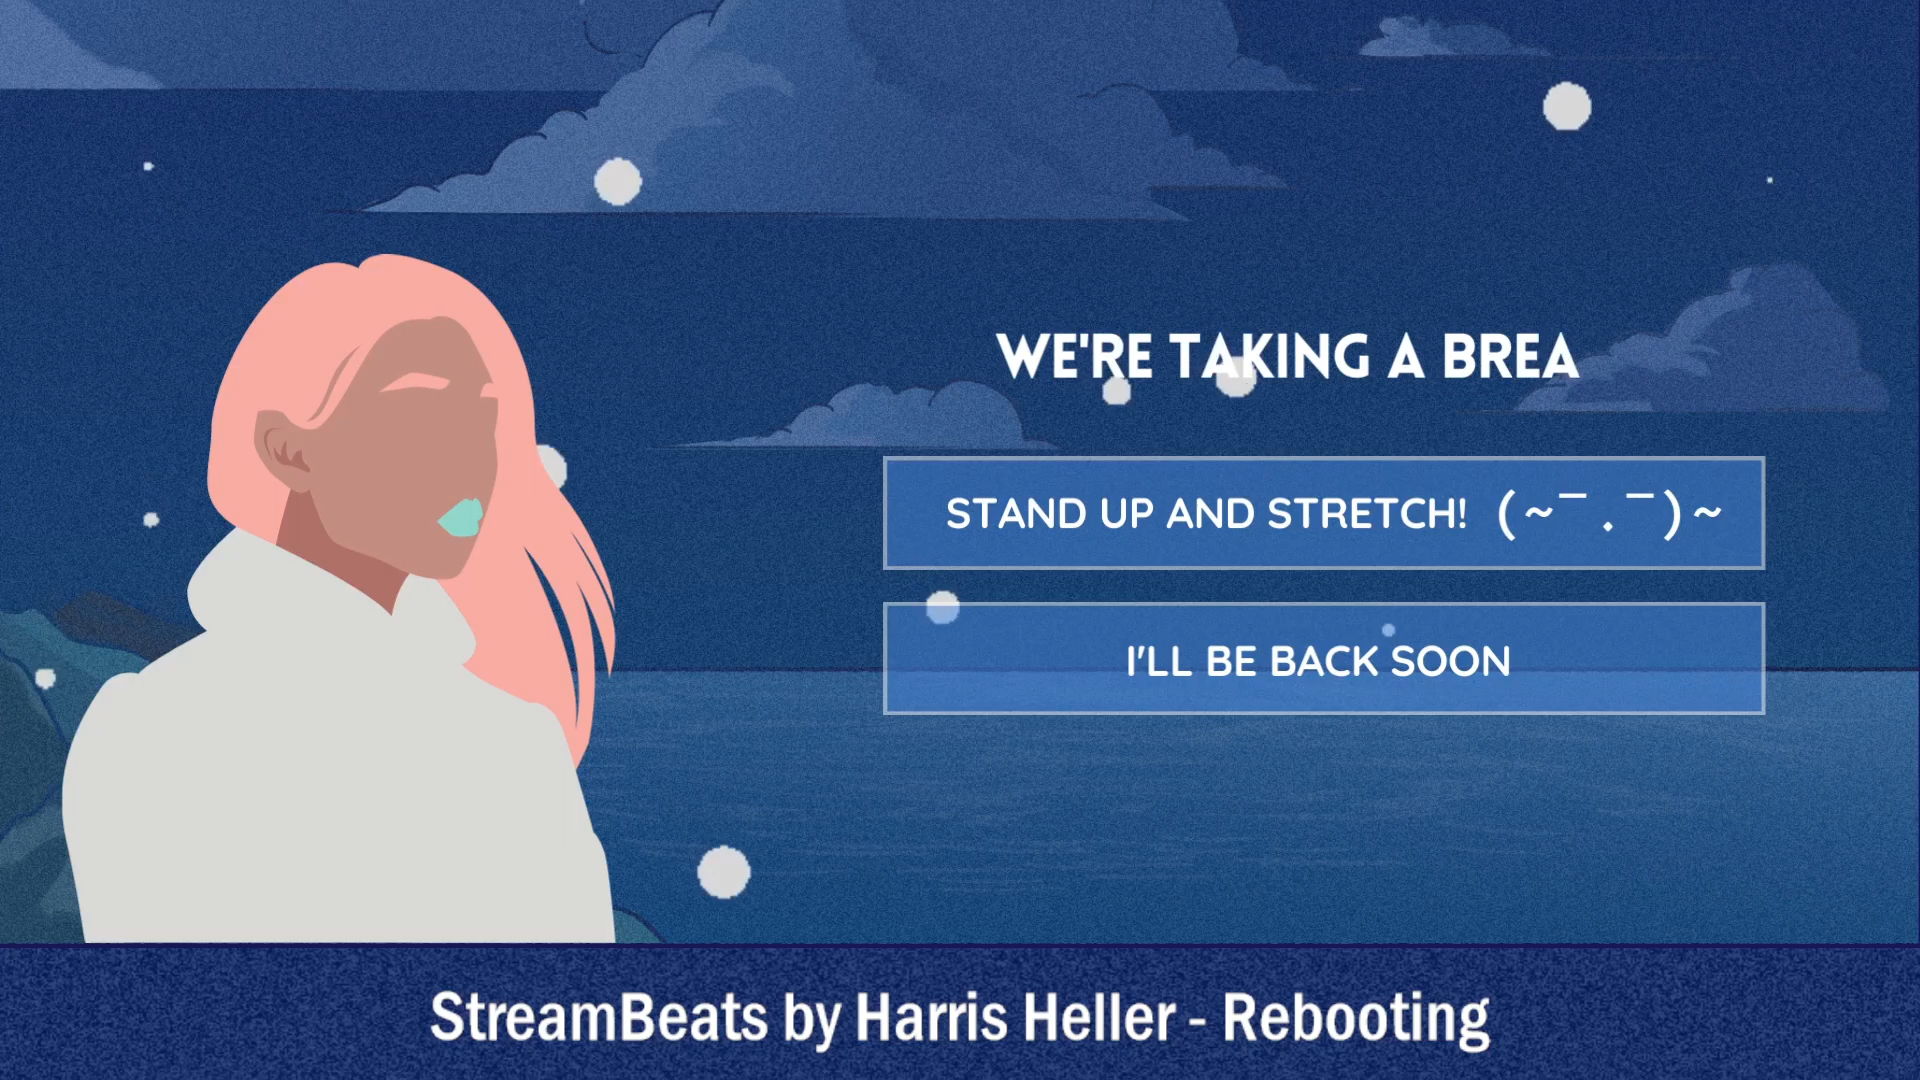 WE'RE TAKING A BREA
STAND UP AND STRETCH! (~¯ . ¯)~
I'LL BE BACK SOON
StreamBeats by Harris Heller - Rebooting